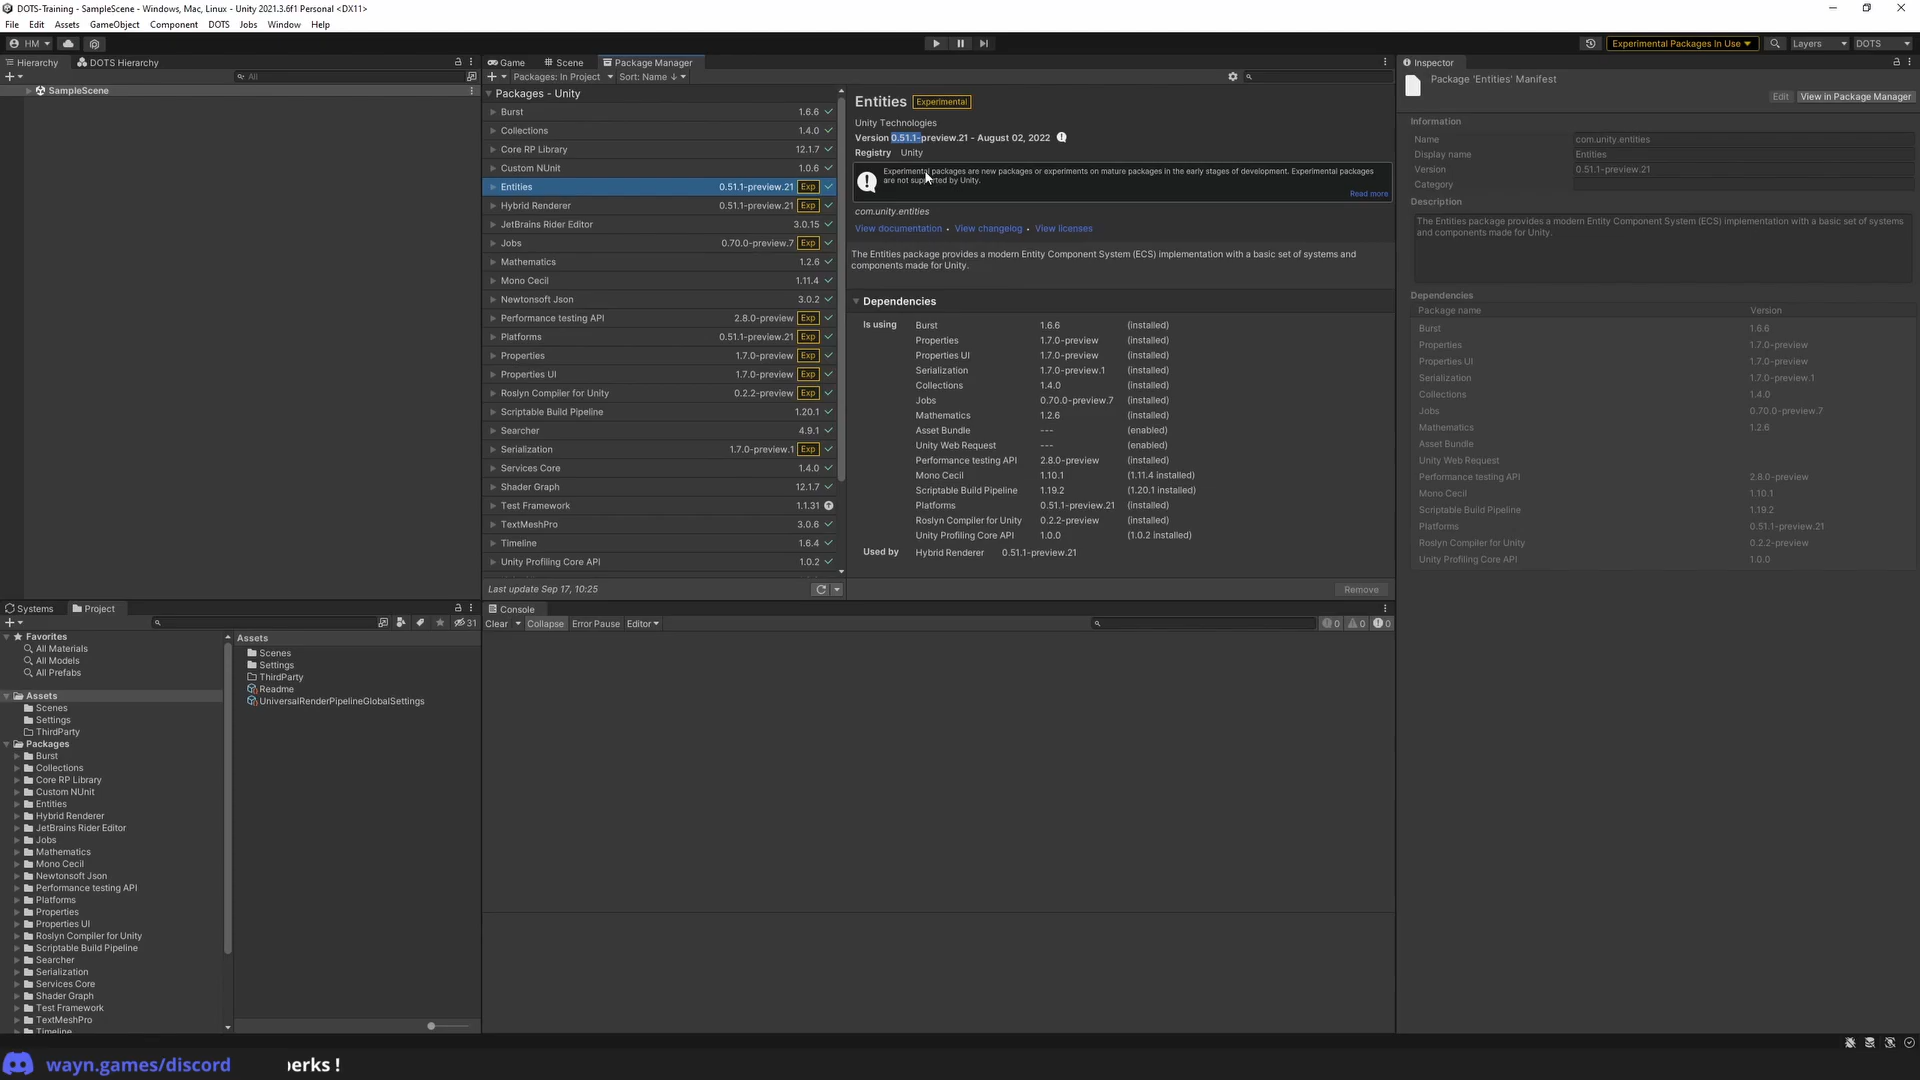 DOTS-Training - SampleScene - Windows, Mac, Linux - Unity 2021.3.6f1 Personal <DX11>
File Edit Assets GameObject Component DOTS Jobs Window Help
HM
Experimental Packages In Use
Layers
DOTS
Hierarchy
DOTS Hierarchy
All
SampleScene
Game
Scene
Package Manager
Packages: In Project
Sort: Name ↓
Packages - Unity
Burst 1.6.6
Collections 1.4.0
Core RP Library 12.1.7
Custom NUnit 1.0.6
Entities 0.51.1-preview.21 Exp
Hybrid Renderer 0.51.1-preview.21 Exp
JetBrains Rider Editor 3.0.15
Jobs 0.70.0-preview.7 Exp
Mathematics 1.2.6
Mono Cecil 1.11.4
Newtonsoft Json 3.0.2
Performance testing API 2.8.0-preview Exp
Platforms 0.51.1-preview.21 Exp
Properties 1.7.0-preview Exp
Properties UI 1.7.0-preview Exp
Roslyn Compiler for Unity 0.2.2-preview Exp
Scriptable Build Pipeline 1.20.1
Searcher 4.9.1
Serialization 1.7.0-preview.1 Exp
Services Core 1.4.0
Shader Graph 12.1.7
Test Framework 1.1.31
TextMeshPro 3.0.6
Timeline 1.6.4
Unity Profiling Core API 1.0.2
Last update Sep 17, 10:25
Entities Experimental
Unity Technologies
Version 0.51.1-preview.21 - August 02, 2022
Registry Unity
Experimental packages are new packages or experiments on mature packages in the early stages of development. Experimental packages
are not supported by Unity.
Read more
com.unity.entities
View documentation • View changelog • View licenses
The Entities package provides a modern Entity Component System (ECS) implementation with a basic set of systems and
components made for Unity.
Dependencies
Is using Burst 1.6.6 (installed)
Properties 1.7.0-preview (installed)
Properties UI 1.7.0-preview (installed)
Serialization 1.7.0-preview.1 (installed)
Collections 1.4.0 (installed)
Jobs 0.70.0-preview.7 (installed)
Mathematics 1.2.6 (installed)
Asset Bundle --- (enabled)
Unity Web Request --- (enabled)
Performance testing API 2.8.0-preview (installed)
Mono Cecil 1.10.1 (1.11.4 installed)
Scriptable Build Pipeline 1.19.2 (1.20.1 installed)
Platforms 0.51.1-preview.21 (installed)
Roslyn Compiler for Unity 0.2.2-preview (installed)
Unity Profiling Core API 1.0.0 (1.0.2 installed)
Used by Hybrid Renderer 0.51.1-preview.21
Remove
Inspector
Package 'Entities' Manifest
Edit
View in Package Manager
Information
Name com.unity.entities
Display name Entities
Version 0.51.1-preview.21
Category
Description
The Entities package provides a modern Entity Component System (ECS) implementation with a basic set of systems
and components made for Unity.
Dependencies
Package name Version
Burst 1.6.6
Properties 1.7.0-preview
Properties UI 1.7.0-preview
Serialization 1.7.0-preview.1
Collections 1.4.0
Jobs 0.70.0-preview.7
Mathematics 1.2.6
Asset Bundle
Unity Web Request
Performance testing API 2.8.0-preview
Mono Cecil 1.10.1
Scriptable Build Pipeline 1.19.2
Platforms 0.51.1-preview.21
Roslyn Compiler for Unity 0.2.2-preview
Unity Profiling Core API 1.0.0
Systems
Project
31
Favorites
All Materials
All Models
All Prefabs
Assets
Scenes
Settings
ThirdParty
Packages
Burst
Collections
Core RP Library
Custom NUnit
Entities
Hybrid Renderer
JetBrains Rider Editor
Jobs
Mathematics
Mono Cecil
Newtonsoft Json
Performance testing API
Platforms
Properties
Properties UI
Roslyn Compiler for Unity
Scriptable Build Pipeline
Searcher
Serialization
Services Core
Shader Graph
Test Framework
TextMeshPro
Timeline
Assets
Scenes
Settings
ThirdParty
Readme
UniversalRenderPipelineGlobalSettings
Console
Clear
Collapse
Error Pause
Editor
0 0 0
wayn.games/discord
erks !